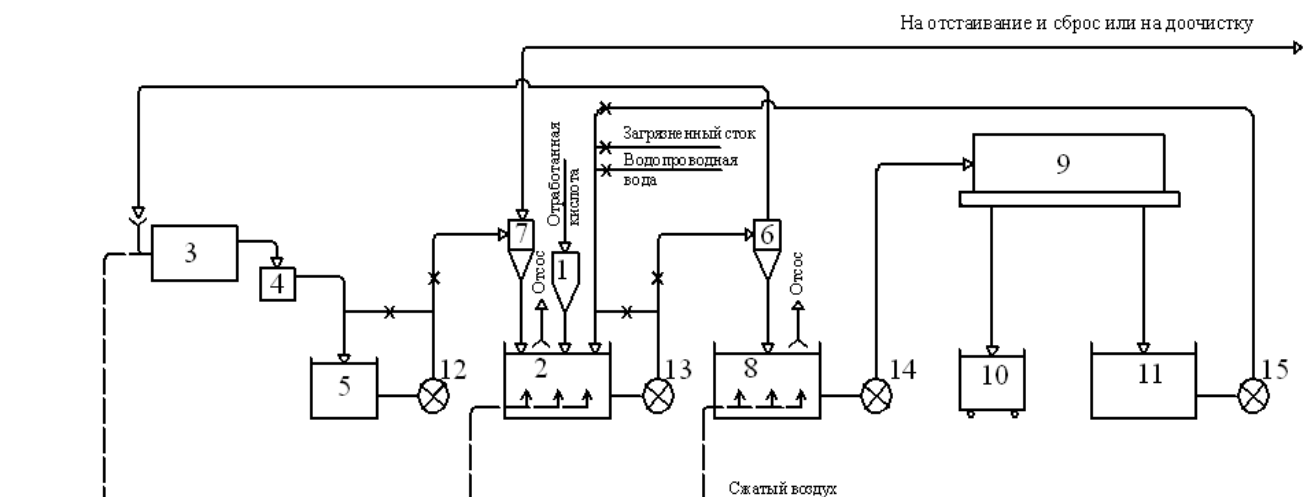 На отстаивание и сброс или на доочистку
Отработанная
кислота
Загрязненный сток
Водопроводная
вода
9
3
4
7
Отсос
1
6
Отсос
5
12
2
13
8
14
10
11
15
Сжатый воздух